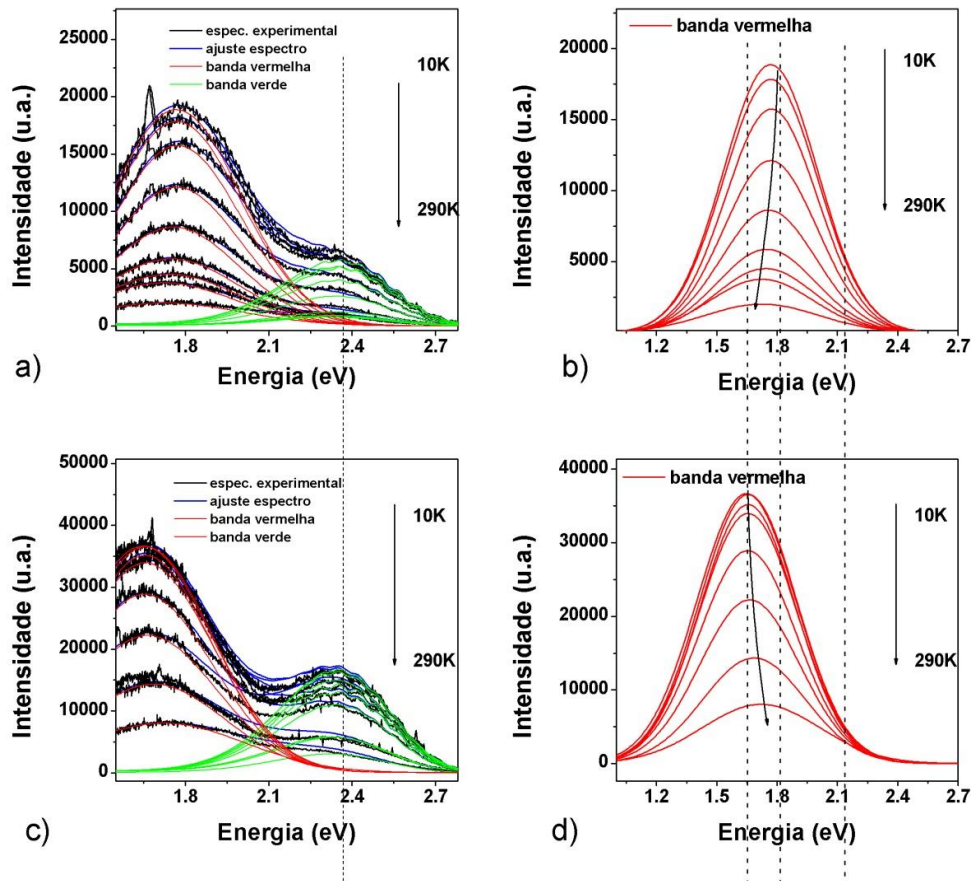 25000
20000
15000
10000
5000
0
Intensidade (u.a.)
espec. experimental
ajuste espectro
banda vermelha
banda verde
10K
290K
1.8
2.1
2.4
2.7
Energia (eV)
a)
20000
15000
10000
5000
0
Intensidade (u.a.)
banda vermelha
10K
290K
1.2
1.5
1.8
2.1
2.4
2.7
Energia (eV)
b)
50000
40000
30000
20000
10000
0
Intensidade (u.a.)
espec. experimental
ajuste espectro
banda vermelha
banda verde
10K
290K
1.8
2.1
2.4
2.7
Energia (eV)
c)
40000
30000
20000
10000
0
Intensidade (u.a.)
banda vermelha
10K
290K
1.2
1.5
1.8
2.1
2.4
2.7
Energia (eV)
d)